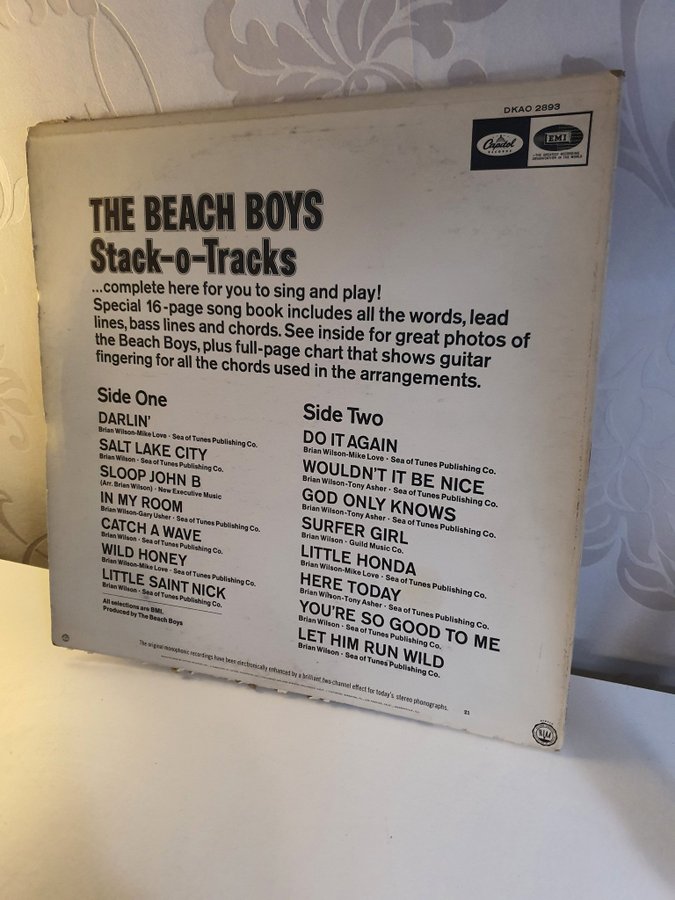 DKAO 2893
Capitol
RECORDS
EMI
THE GREATEST RECORDING
ORGANISATION IN THE WORLD
THE BEACH BOYS
Stack-o-Tracks
...complete here for you to sing and play!
Special 16-page song book includes all the words, lead
lines, bass lines and chords. See inside for great photos of
the Beach Boys, plus full-page chart that shows guitar
fingering for all the chords used in the arrangements.
Side One
DARLIN'
Brian Wilson-Mike Love · Sea of Tunes Publishing Co.
SALT LAKE CITY
Brian Wilson · Sea of Tunes Publishing Co.
SLOOP JOHN B
(Arr. Brian Wilson) · New Executive Music
IN MY ROOM
Brian Wilson-Gary Usher · Sea of Tunes Publishing Co.
CATCH A WAVE
Brian Wilson · Sea of Tunes Publishing Co.
WILD HONEY
Brian Wilson-Mike Love · Sea of Tunes Publishing Co.
LITTLE SAINT NICK
Brian Wilson · Sea of Tunes Publishing Co.
All selections are BMI.
Produced by The Beach Boys
Side Two
DO IT AGAIN
Brian Wilson-Mike Love · Sea of Tunes Publishing Co.
WOULDN'T IT BE NICE
Brian Wilson-Tony Asher · Sea of Tunes Publishing Co.
GOD ONLY KNOWS
Brian Wilson-Tony Asher · Sea of Tunes Publishing Co.
SURFER GIRL
Brian Wilson · Guild Music Co.
LITTLE HONDA
Brian Wilson-Mike Love · Sea of Tunes Publishing Co.
HERE TODAY
Brian Wilson-Tony Asher · Sea of Tunes Publishing Co.
YOU'RE SO GOOD TO ME
Brian Wilson · Sea of Tunes Publishing Co.
LET HIM RUN WILD
Brian Wilson · Sea of Tunes Publishing Co.
The original monophonic recordings have been electronically enhanced by a brilliant two-channel effect for today's stereo phonographs.
21